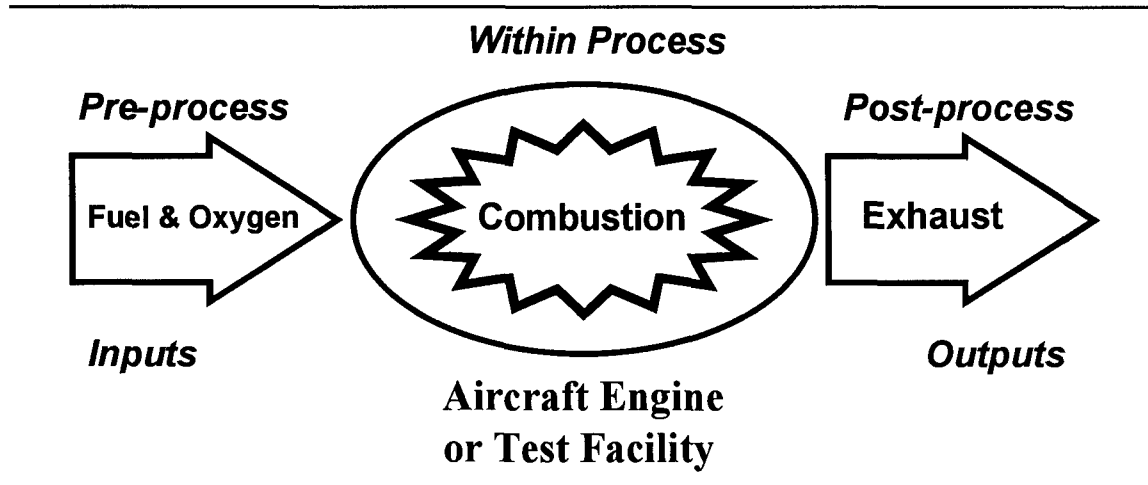 Within Process
Pre-process
Post-process
Fuel & Oxygen
Combustion
Exhaust
Inputs
Outputs
Aircraft Engine
or Test Facility